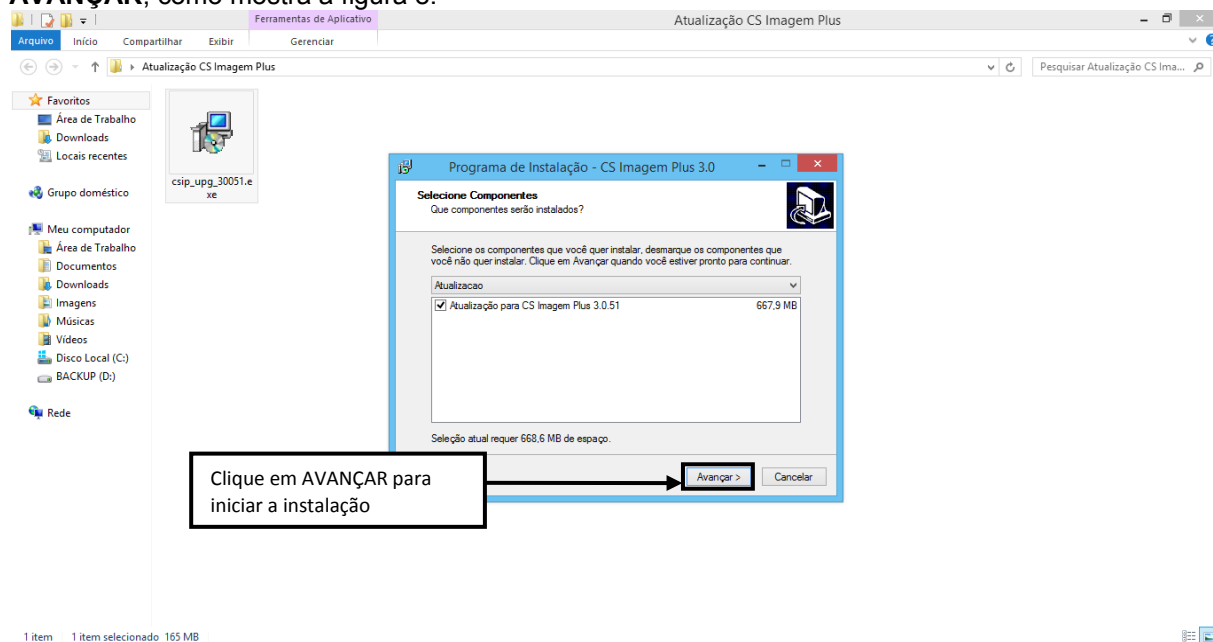 AVANÇAR, como mostra a figura
Ferramentas de Aplicativo
Atualização CS Imagem Plus
Arquivo Início Compartilhar Exibir Gerenciar
Atualização CS Imagem Plus
Pesquisar Atualização CS Ima...
Favoritos
Área de Trabalho
Downloads
Locais recentes
Grupo doméstico
Meu computador
Área de Trabalho
Documentos
Downloads
Imagens
Músicas
Vídeos
Disco Local (C:)
BACKUP (D:)
Rede
csip_upg_30051.e
xe
Programa de Instalação - CS Imagem Plus 3.0
Selecione Componentes
Que componentes serão instalados?
Selecione os componentes que você quer instalar, desmarque os componentes que
você não quer instalar. Clique em Avançar quando você estiver pronto para continuar.
Atualizacao
Atualização para CS Imagem Plus 3.0.51 667,9 MB
Seleção atual requer 668,6 MB de espaço.
Avançar > Cancelar
Clique em AVANÇAR para
iniciar a instalação
1 item 1 item selecionado 165 MB